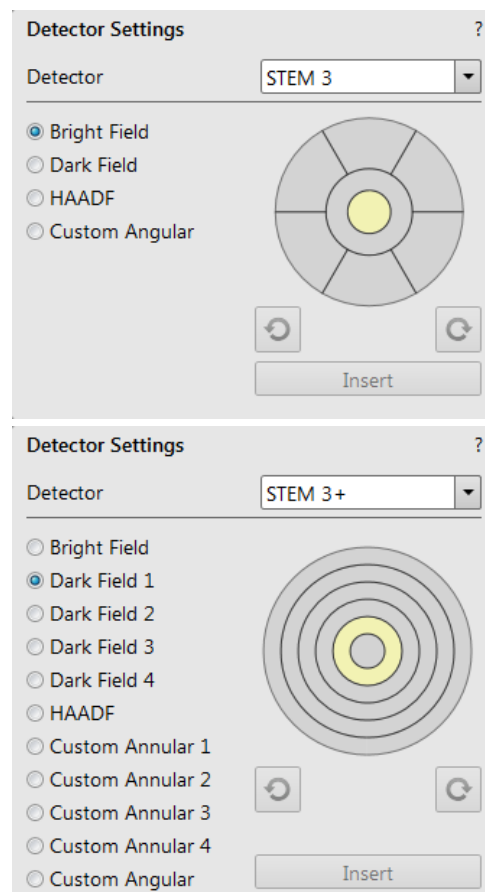 Detector Settings ?
Detector STEM 3
Bright Field
Dark Field
HAADF
Custom Angular
Insert
Detector Settings ?
Detector STEM 3+
Bright Field
Dark Field 1
Dark Field 2
Dark Field 3
Dark Field 4
HAADF
Custom Annular 1
Custom Annular 2
Custom Annular 3
Custom Annular 4
Custom Angular Insert